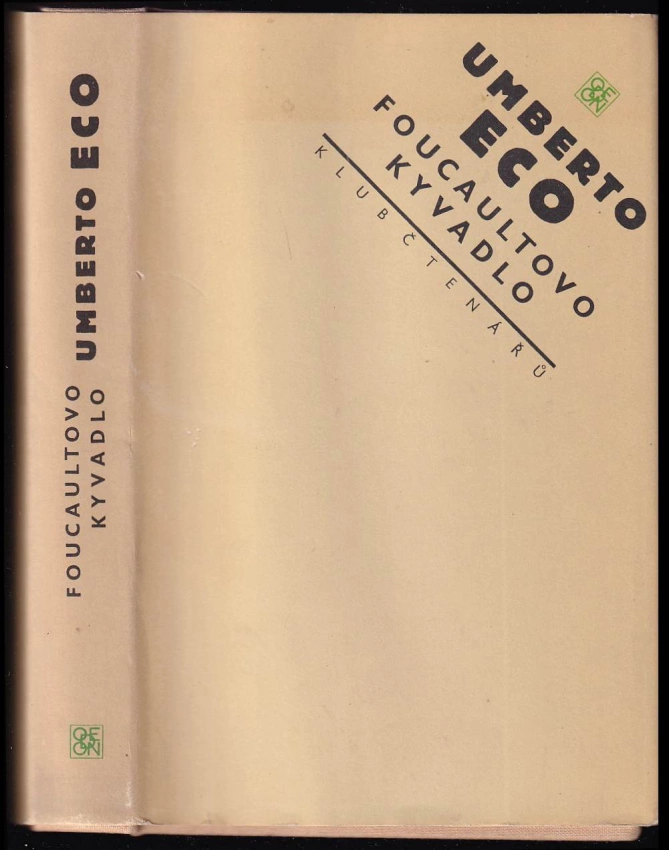 UMBERTO
ECO
FOUCAULTOVO
KYVADLO
KLUB ČTENÁŘŮ
ODEON
UMBERTO ECO
FOUCAULTOVO
KYVADLO
ODEON